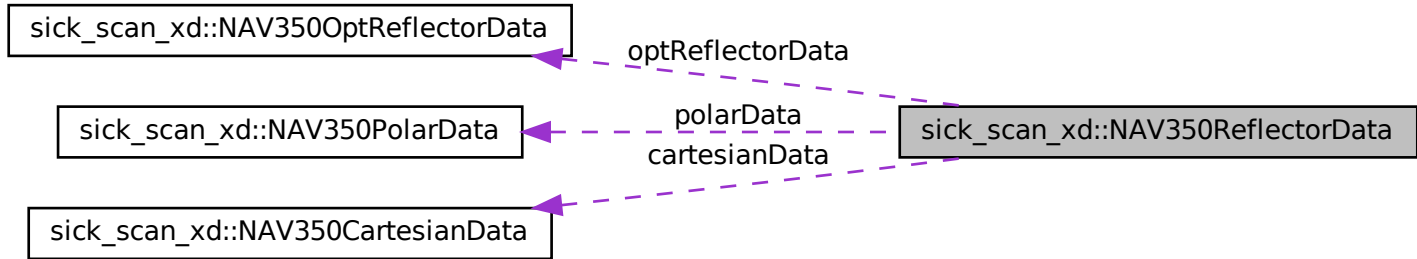 sick_scan_xd::NAV350OptReflectorData
optReflectorData
polarData
sick_scan_xd::NAV350PolarData
sick_scan_xd::NAV350ReflectorData
cartesianData
sick_scan_xd::NAV350CartesianData